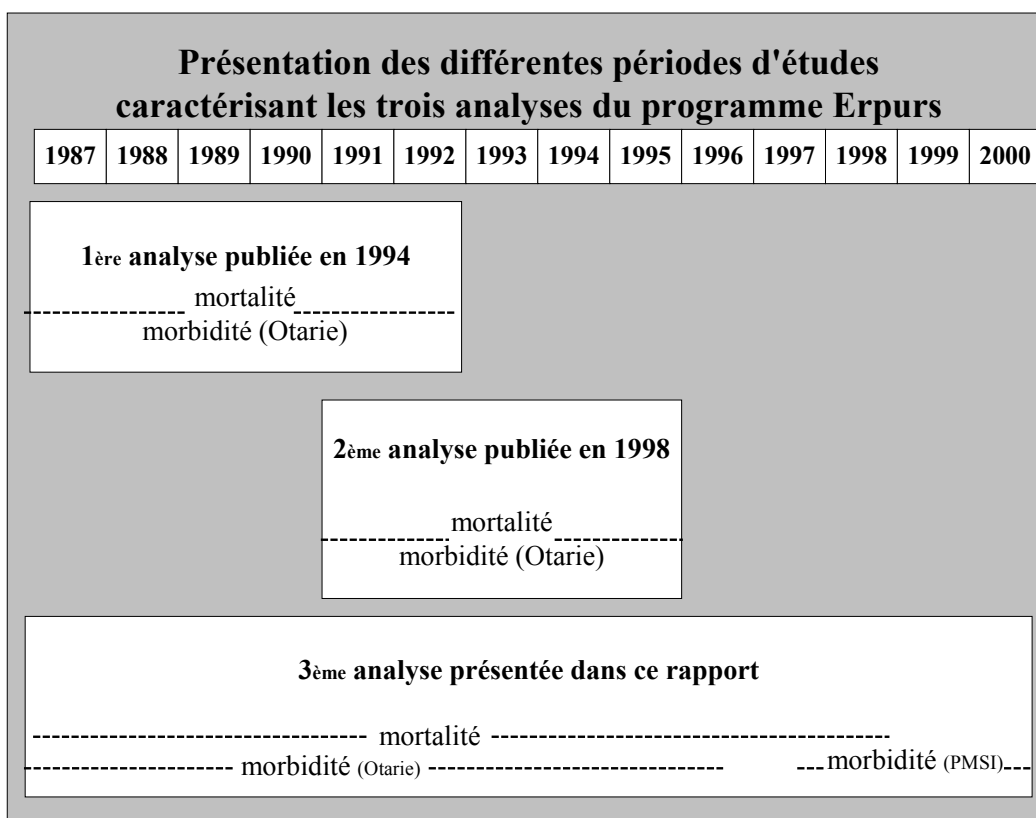 Présentation des différentes périodes d'études
caractérisant les trois analyses du programme Erpurs
1987 1988 1989 1990 1991 1992 1993 1994 1995 1996 1997 1998 1999 2000
1ère analyse publiée en 1994
mortalité
morbidité (Otarie)
2ème analyse publiée en 1998
mortalité
morbidité (Otarie)
3ème analyse présentée dans ce rapport
mortalité
morbidité (Otarie) morbidité (PMSI)